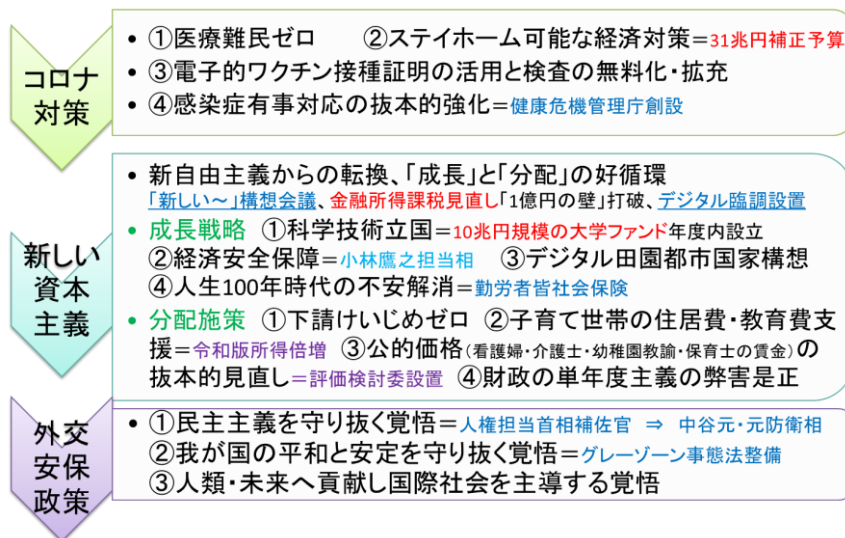 コロナ
対策
• ①医療難民ゼロ　②ステイホーム可能な経済対策=31兆円補正予算
• ③電子的ワクチン接種証明の活用と検査の無料化・拡充
• ④感染症有事対応の抜本的強化=健康危機管理庁創設
新しい
資本
主義
• 新自由主義からの転換、「成長」と「分配」の好循環
「新しい~」構想会議、金融所得課税見直し「1億円の壁」打破、デジタル臨調設置
• 成長戦略 ①科学技術立国=10兆円規模の大学ファンド年度内設立
②経済安全保障=小林鷹之担当相 ③デジタル田園都市国家構想
④人生100年時代の不安解消=勤労者皆社会保険
• 分配施策 ①下請けいじめゼロ ②子育て世帯の住居費・教育費支
援=令和版所得倍増 ③公的価格(看護婦・介護士・幼稚園教諭・保育士の賃金)の
抜本的見直し=評価検討委設置 ④財政の単年度主義の弊害是正
外交
安保
政策
• ①民主主義を守り抜く覚悟=人権担当首相補佐官 ⇒ 中谷元・元防衛相
②我が国の平和と安定を守り抜く覚悟=グレーゾーン事態法整備
③人類・未来へ貢献し国際社会を主導する覚悟